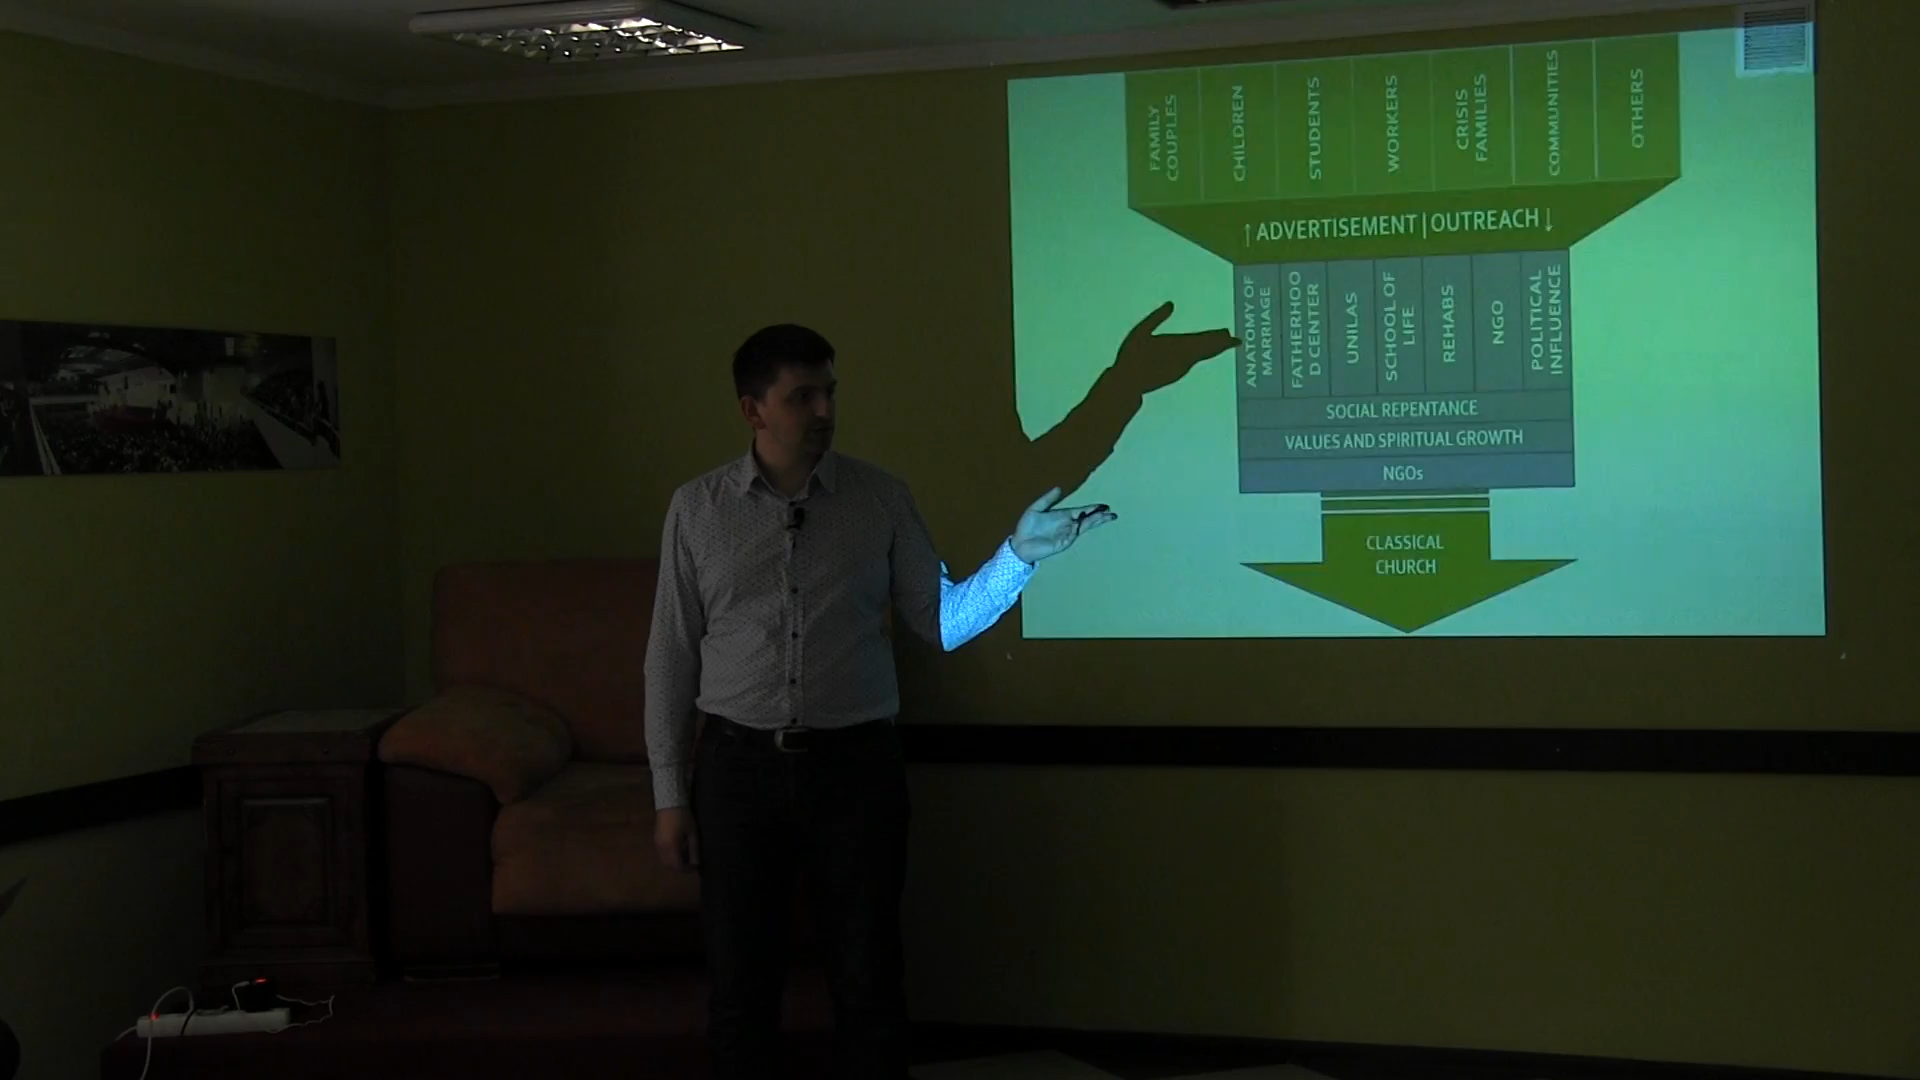 FAMILY
COUPLES
CHILDREN
STUDENTS
WORKERS
CRISIS
FAMILIES
COMMUNITIES
OTHERS
↑ ADVERTISEMENT | OUTREACH ↓
ANATOMY OF
MARRIAGE
FATHERHOO
D CENTER
UNILAS
SCHOOL OF
LIFE
REHABS
NGO
POLITICAL
INFLUENCE
SOCIAL REPENTANCE
VALUES AND SPIRITUAL GROWTH
NGOs
CLASSICAL
CHURCH